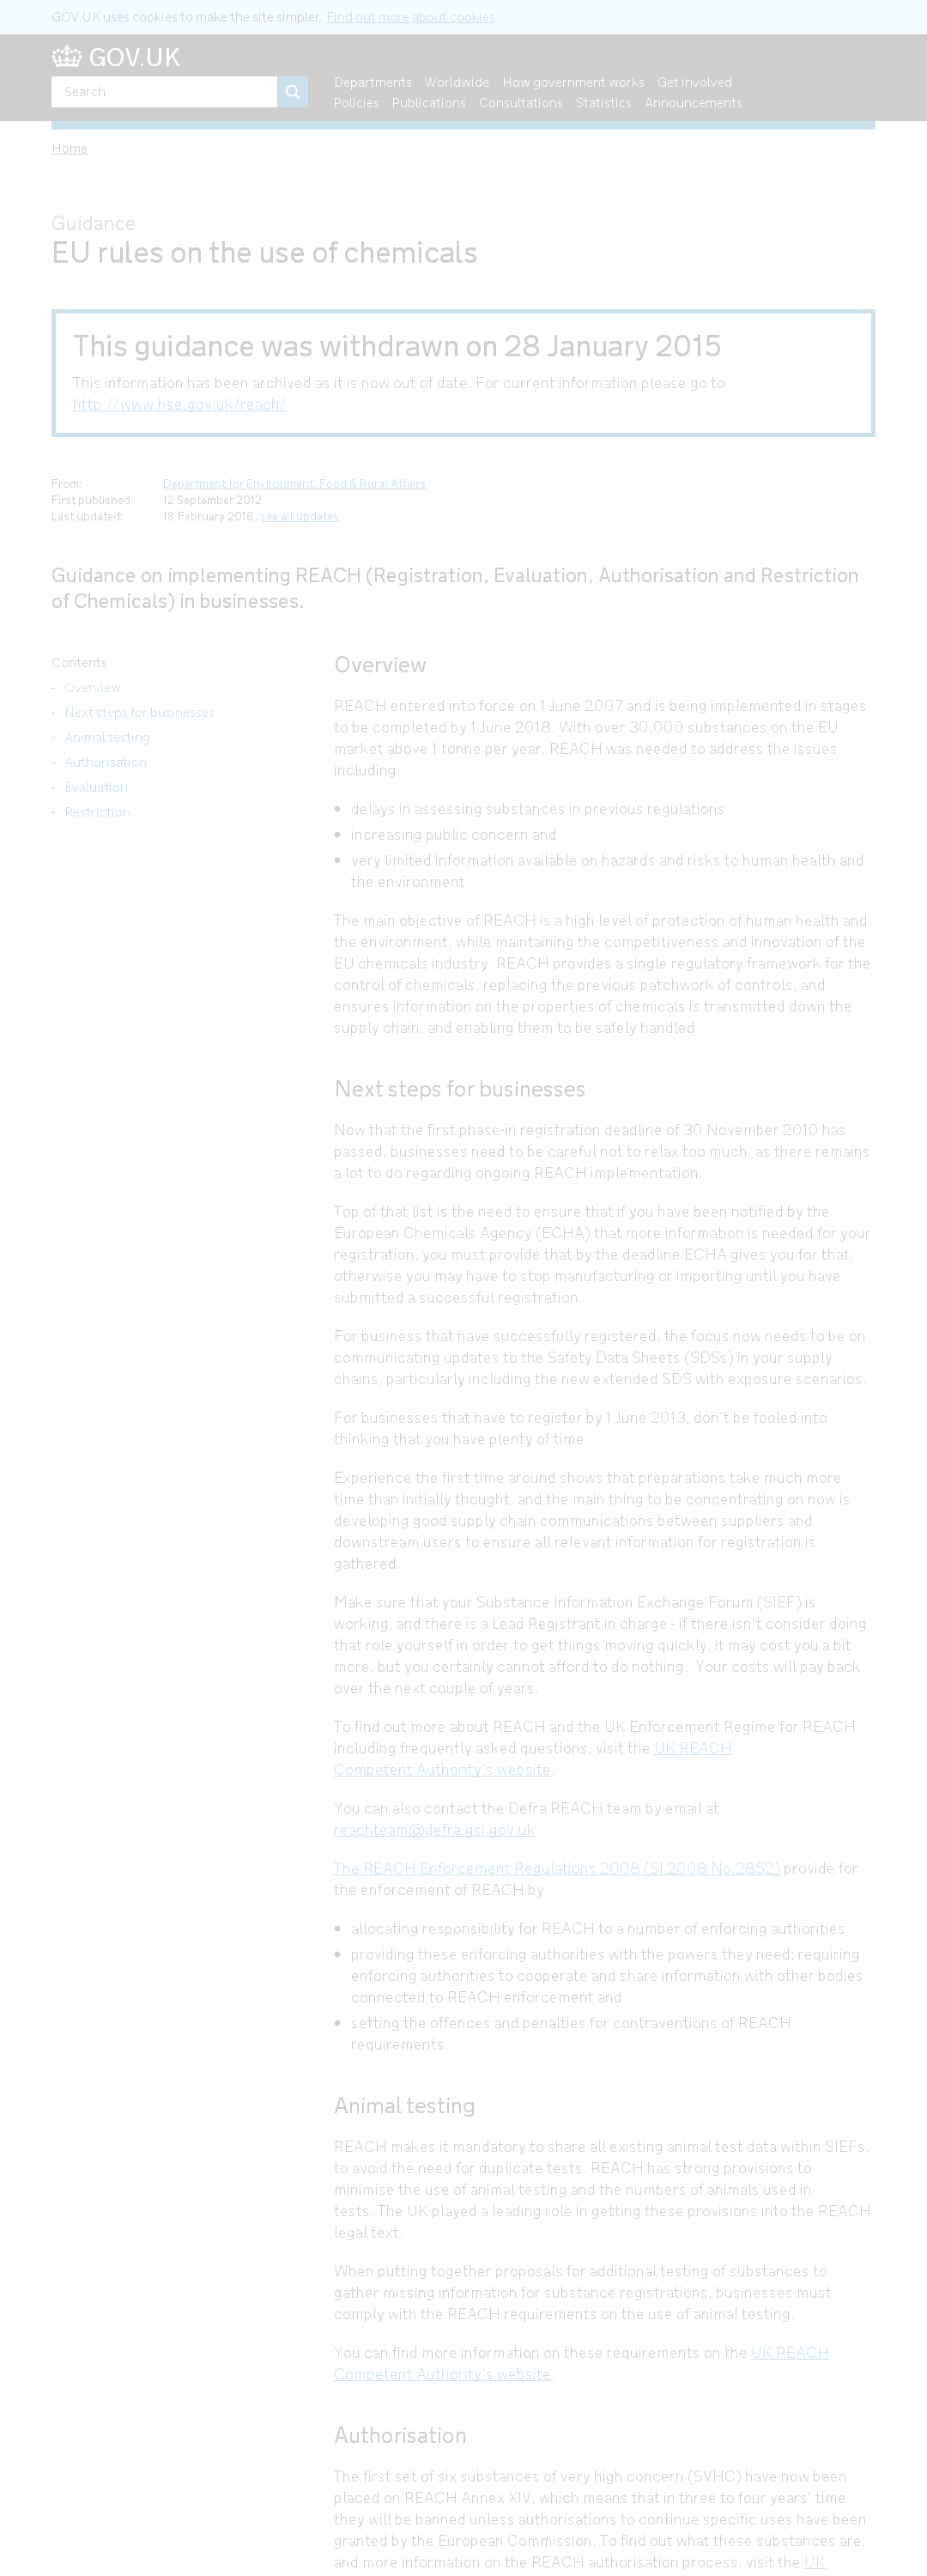 GOV.UK uses cookies to make the site simpler. Find out more about cookies
GOV.UK
Search
Departments Worldwide How government works Get involved
Policies Publications Consultations Statistics Announcements
Home
Guidance
EU rules on the use of chemicals
This guidance was withdrawn on 28 January 2015
This information has been archived as it is now out of date. For current information please go to
http://www.hse.gov.uk/reach/
From: Department for Environment, Food & Rural Affairs
First published: 12 September 2012
Last updated: 18 February 2016, see all updates
Guidance on implementing REACH (Registration, Evaluation, Authorisation and Restriction
of Chemicals) in businesses.
Contents
- Overview
- Next steps for businesses
- Animal testing
- Authorisation
- Evaluation
- Restriction
Overview
REACH entered into force on 1 June 2007 and is being implemented in stages
to be completed by 1 June 2018. With over 30,000 substances on the EU
market above 1 tonne per year, REACH was needed to address the issues
including:
• delays in assessing substances in previous regulations
• increasing public concern and
• very limited information available on hazards and risks to human health and
the environment
The main objective of REACH is a high level of protection of human health and
the environment, while maintaining the competitiveness and innovation of the
EU chemicals industry. REACH provides a single regulatory framework for the
control of chemicals, replacing the previous patchwork of controls, and
ensures information on the properties of chemicals is transmitted down the
supply chain, and enabling them to be safely handled.
Next steps for businesses
Now that the first phase-in registration deadline of 30 November 2010 has
passed, businesses need to be careful not to relax too much, as there remains
a lot to do regarding ongoing REACH implementation.
Top of that list is the need to ensure that if you have been notified by the
European Chemicals Agency (ECHA) that more information is needed for your
registration, you must provide that by the deadline ECHA gives you for that,
otherwise you may have to stop manufacturing or importing until you have
submitted a successful registration.
For business that have successfully registered, the focus now needs to be on
communicating updates to the Safety Data Sheets (SDSs) in your supply
chains, particularly including the new extended SDS with exposure scenarios.
For businesses that have to register by 1 June 2013, don't be fooled into
thinking that you have plenty of time.
Experience the first time around shows that preparations take much more
time than initially thought, and the main thing to be concentrating on now is
developing good supply chain communications between suppliers and
downstream users to ensure all relevant information for registration is
gathered.
Make sure that your Substance Information Exchange Forum (SIEF) is
working, and there is a Lead Registrant in charge - if there isn't consider doing
that role yourself in order to get things moving quickly; it may cost you a bit
more, but you certainly cannot afford to do nothing. Your costs will pay back
over the next couple of years.
To find out more about REACH and the UK Enforcement Regime for REACH
including frequently asked questions, visit the UK REACH
Competent Authority's website.
You can also contact the Defra REACH team by email at
reachteam@defra.gsi.gov.uk
The REACH Enforcement Regulations 2008 (SI 2008 No.2852) provide for
the enforcement of REACH by
• allocating responsibility for REACH to a number of enforcing authorities
• providing these enforcing authorities with the powers they need; requiring
enforcing authorities to cooperate and share information with other bodies
connected to REACH enforcement and
• setting the offences and penalties for contraventions of REACH
requirements.
Animal testing
REACH makes it mandatory to share all existing animal test data within SIEFs,
to avoid the need for duplicate tests. REACH has strong provisions to
minimise the use of animal testing and the numbers of animals used in
tests. The UK played a leading role in getting these provisions into the REACH
legal text.
When putting together proposals for additional testing of substances to
gather missing information for substance registrations, businesses must
comply with the REACH requirements on the use of animal testing.
You can find more information on these requirements on the UK REACH
Competent Authority's website.
Authorisation
The first set of six substances of very high concern (SVHC) have now been
placed on REACH Annex XIV, which means that in three to four years' time
they will be banned unless authorisations to continue specific uses have been
granted by the European Commission. To find out what these substances are,
and more information on the REACH authorisation process, visit the UK